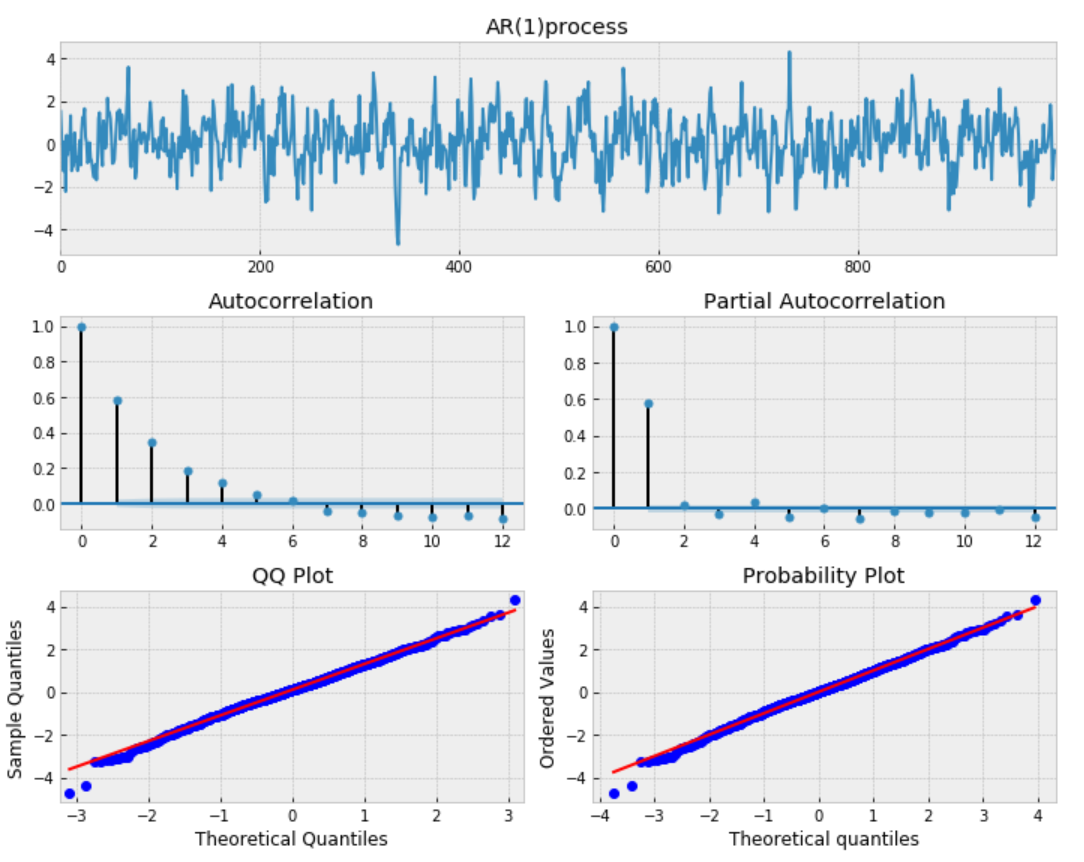 AR(1)process
4
2
0
−2
−4
0 200 400 600 800
Autocorrelation
1.0
0.8
0.6
0.4
0.2
0.0
0 2 4 6 8 10 12
Partial Autocorrelation
1.0
0.8
0.6
0.4
0.2
0.0
0 2 4 6 8 10 12
QQ Plot
Sample Quantiles
4
2
0
−2
−4
−3 −2 −1 0 1 2 3
Theoretical Quantiles
Probability Plot
Ordered Values
4
2
0
−2
−4
−4 −3 −2 −1 0 1 2 3 4
Theoretical quantiles